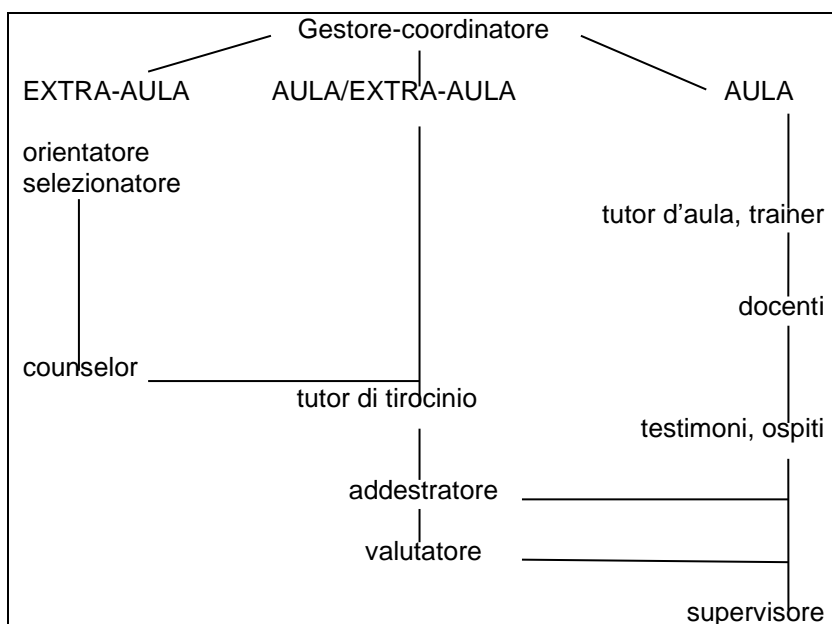 Gestore-coordinatore
EXTRA-AULA AULA/EXTRA-AULA AULA
orientatore
selezionatore
tutor d'aula, trainer
docenti
counselor
tutor di tirocinio
testimoni, ospiti
addestratore
valutatore
supervisore